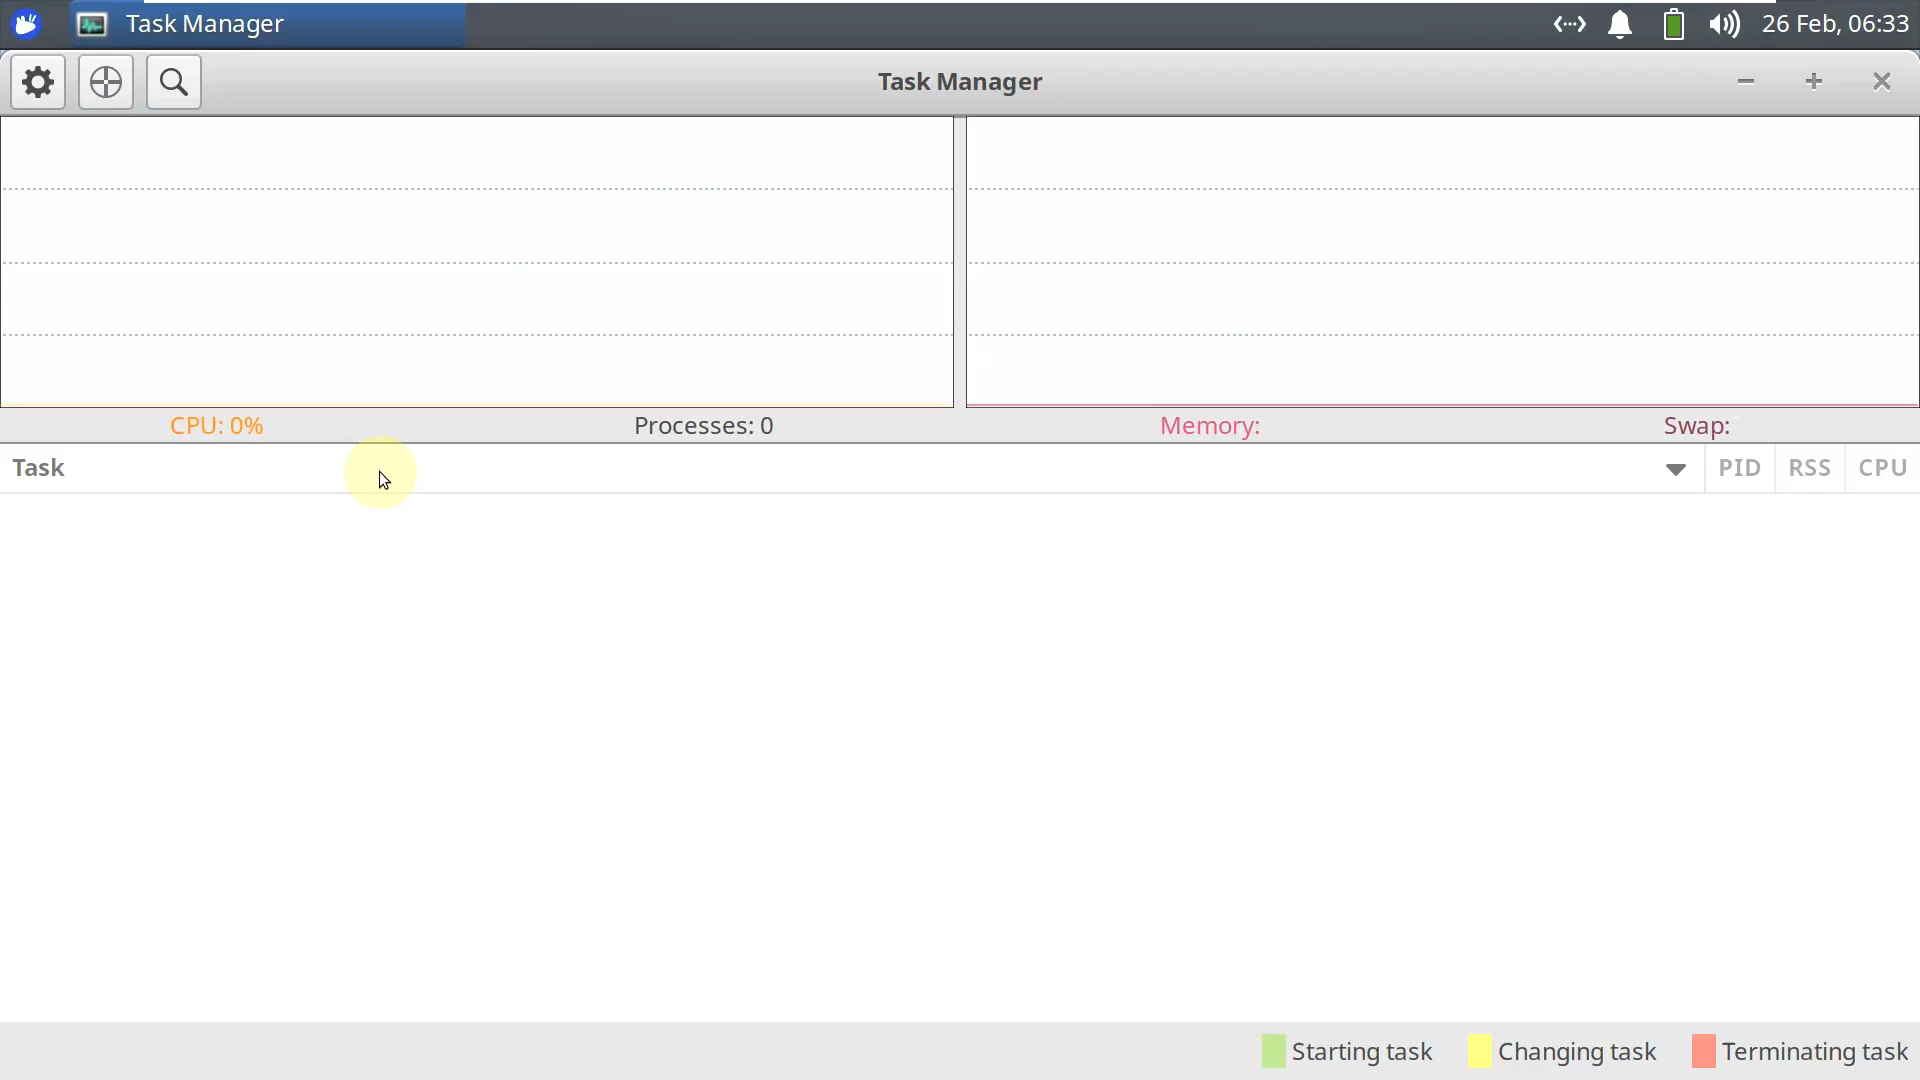 Task Manager
26 Feb, 06:33
Task Manager
CPU: 0%
Processes: 0
Memory:
Swap:
Task
PID
RSS
CPU
Starting task
Changing task
Terminating task